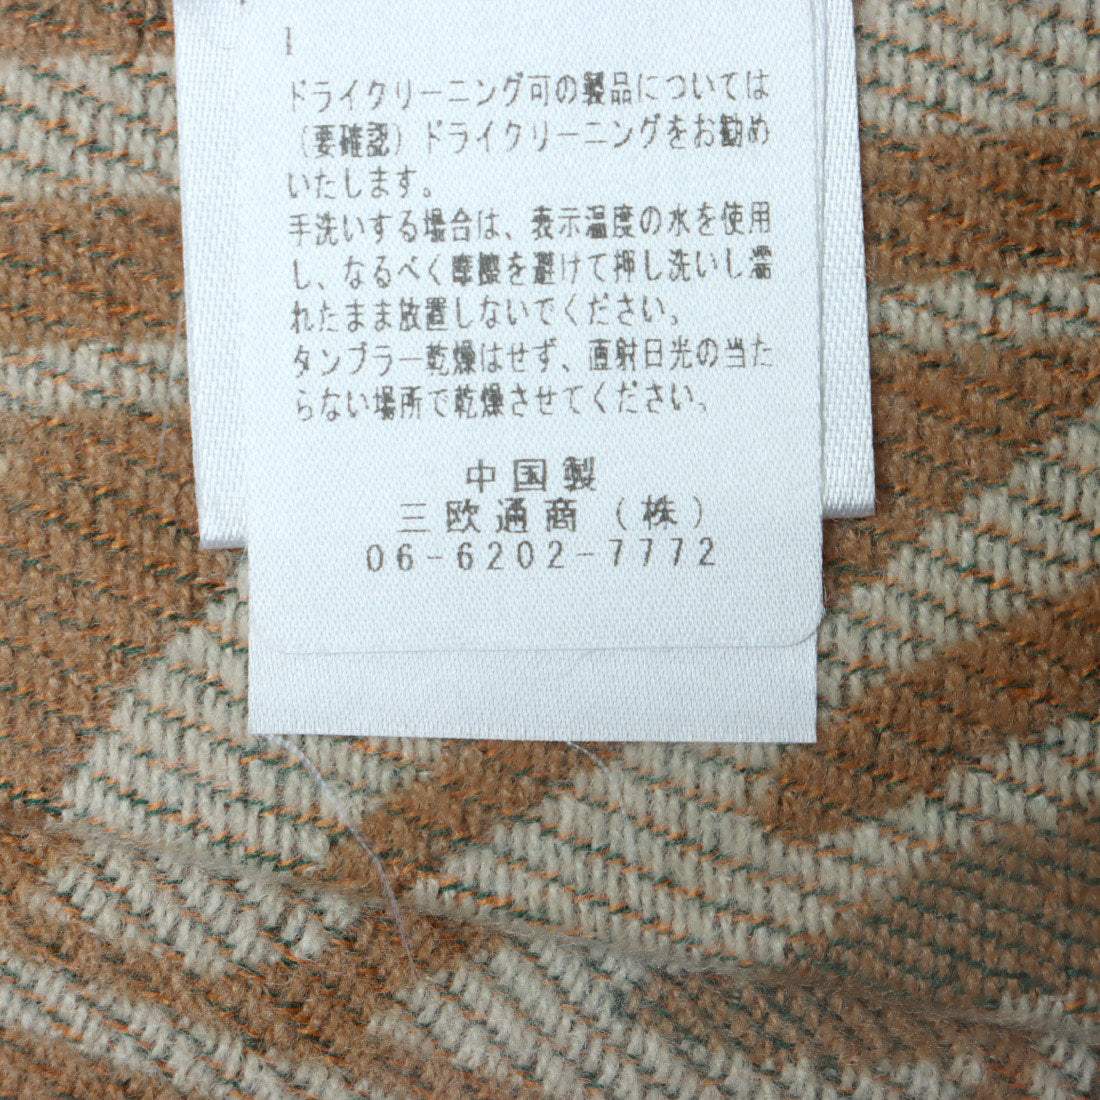 ドライクリーニング可の製品については
(要確認)ドライクリーニングをお勧め
いたします。
手洗いする場合は、表示温度の水を使用
し、なるべく摩擦を避けて押し洗いし濡
れたまま放置しないでください。
タンブラー乾燥はせず、直射日光の当た
らない場所で乾燥させてください。
中国製
三欧通商(株)
06-6202-7772